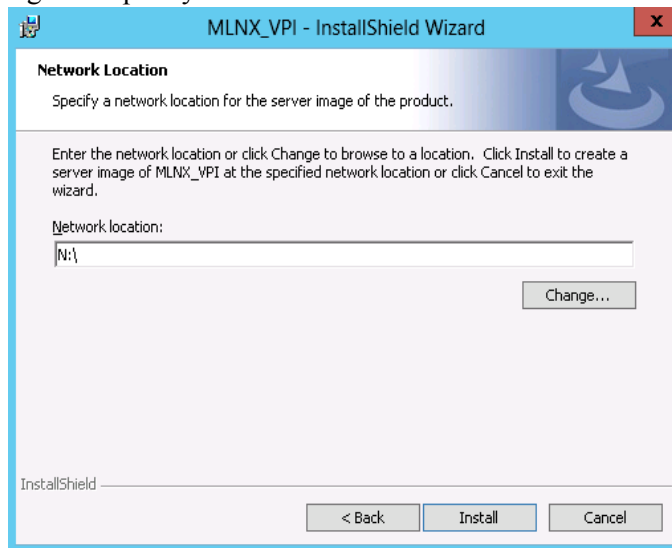 MLNX_VPI - InstallShield Wizard
x
Network Location
Specify a network location for the server image of the product.
Enter the network location or click Change to browse to a location. Click Install to create a
server image of MLNX_VPI at the specified network location or click Cancel to exit the
wizard.
Network location:
N:\
Change...
InstallShield
< Back Install Cancel